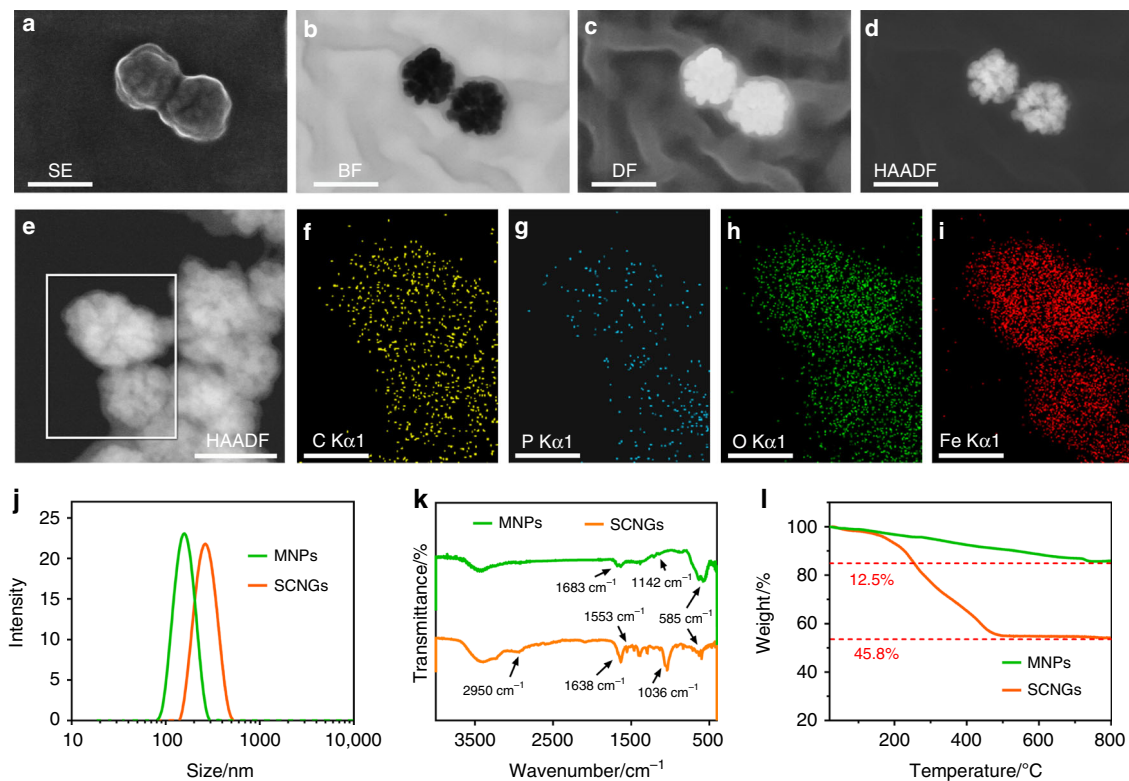 a
SE
b
BF
c
DF
d
HAADF
e
HAADF
f
C Kα1
g
P Kα1
h
O Kα1
i
Fe Kα1
j
Intensity
25
20
15
10
5
0
MNPs
SCNGs
10 100 1000 10,000
Size/nm
k
Transmittance/%
MNPs SCNGs
1683 cm⁻¹
1142 cm⁻¹
1553 cm⁻¹
585 cm⁻¹
2950 cm⁻¹
1638 cm⁻¹
1036 cm⁻¹
3500 2500 1500 500
Wavenumber/cm⁻¹
l
Weight/%
100
80
60
40
20
12.5%
45.8%
MNPs
SCNGs
200 400 600 800
Temperature/°C